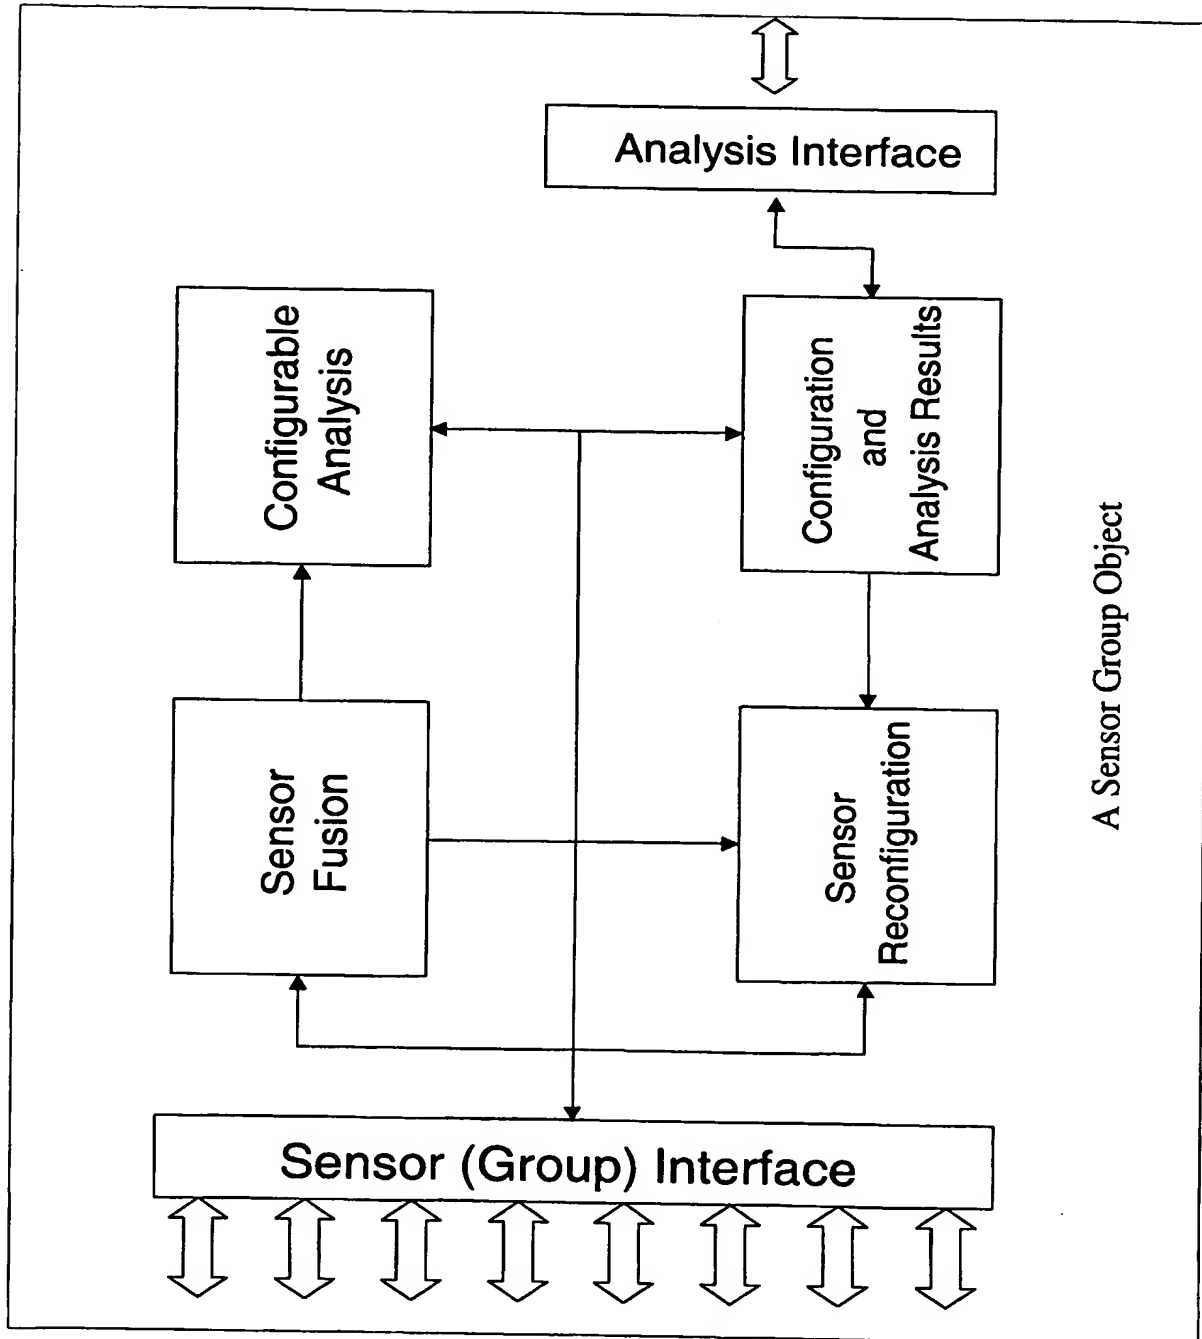 Analysis Interface
Configurable
Analysis
Configuration
and
Analysis Results
Sensor
Fusion
Sensor
Reconfiguration
Sensor (Group) Interface
A Sensor Group Object